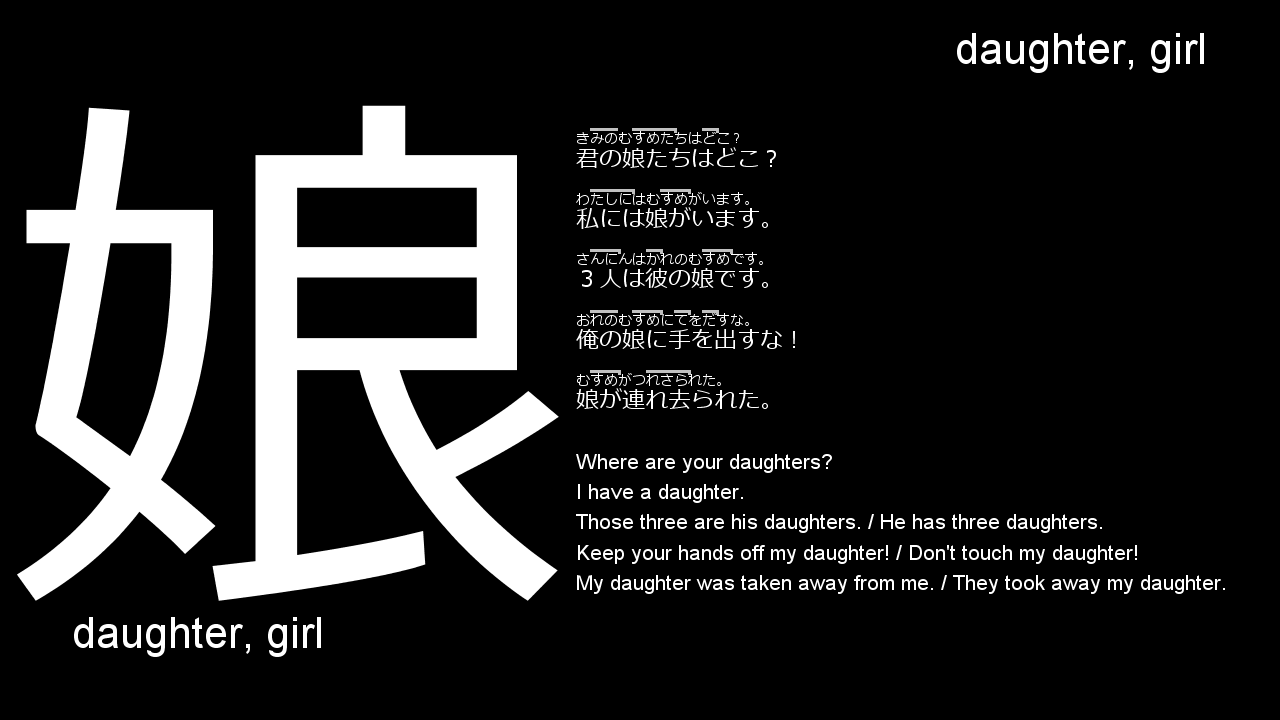 daughter, girl
娘
daughter, girl
きみのむすめたちはどこ？
君の娘たちはどこ？
わたしにはむすめがいます。
私には娘がいます。
さんにんはかれのむすめです。
３人は彼の娘です。
おれのむすめにてをだすな。
俺の娘に手を出すな！
むすめがつれさられた。
娘が連れ去られた。
Where are your daughters?
I have a daughter.
Those three are his daughters. / He has three daughters.
Keep your hands off my daughter! / Don't touch my daughter!
My daughter was taken away from me. / They took away my daughter.